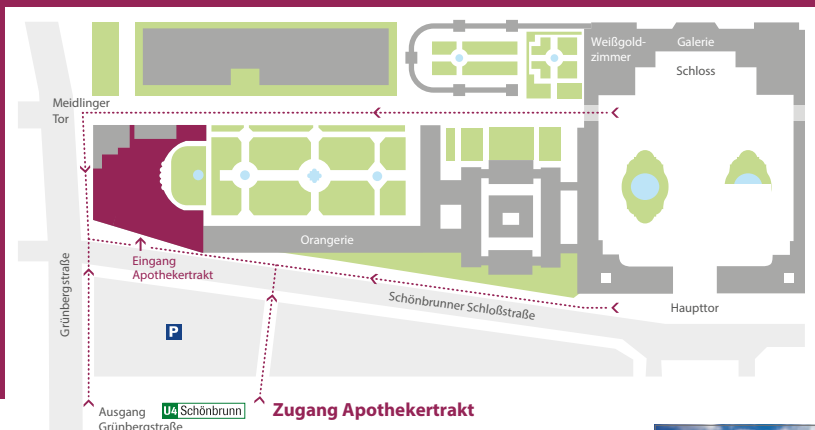 Weißgold-
zimmer
Galerie
Schloss
Meidlinger
Tor
Orangerie
Eingang
Apothekertrakt
Grünbergstraße
Schönbrunner Schloßstraße
Haupttor
P
Ausgang
Grünbergstraße
U4 Schönbrunn
Zugang Apothekertrakt